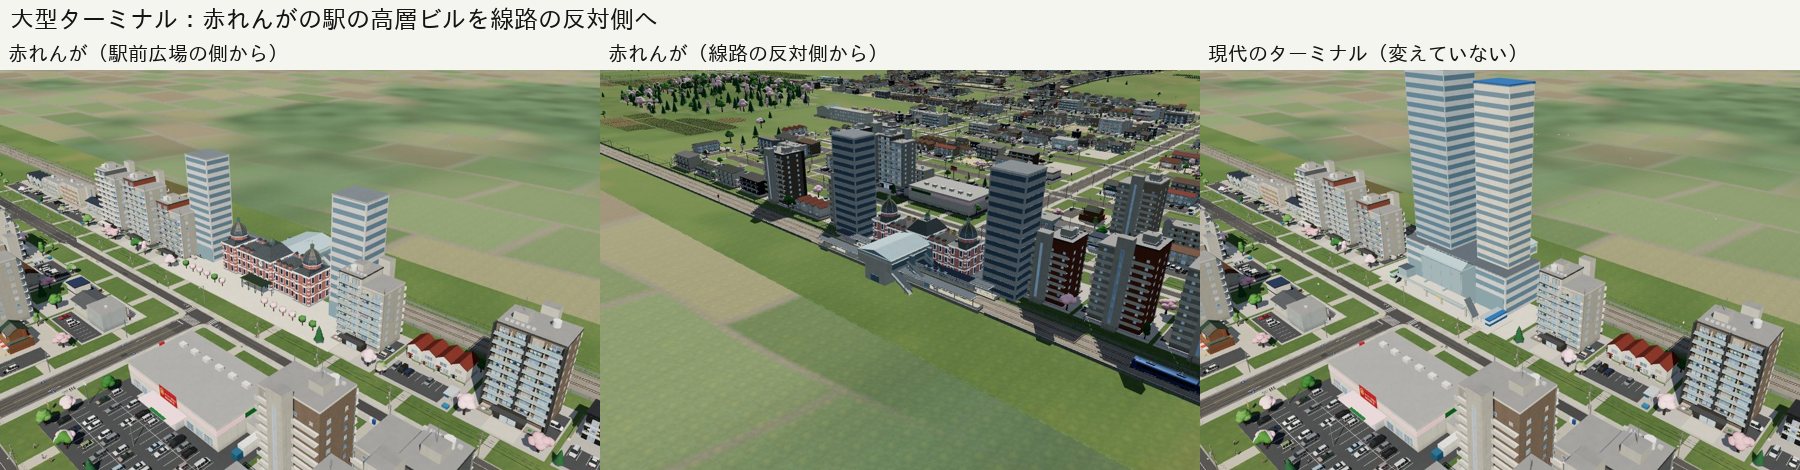 大型ターミナル：赤れんがの駅の高層ビルを線路の反対側へ
赤れんが（駅前広場の側から）
赤れんが（線路の反対側から）
現代のターミナル（変えていない）